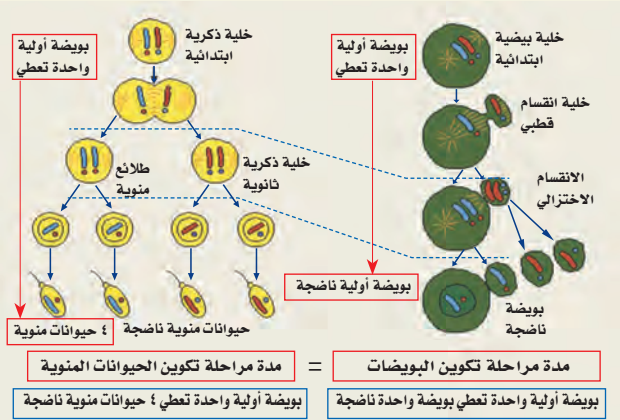 خلية ذكرية
ابتدائية
بويضة أولية
واحدة تعطي
خلية بيضية
ابتدائية
بويضة أولية
واحدة تعطي
خلية انقسام
قطبي
خلية ذكرية
ثانوية
طلائع
منوية
الانقسام
الاختزالي
بويضة أولية ناضجة
بويضة
ناضجة
حيوانات منوية ناضجة
٤ حيوانات منوية
مدة مراحلة تكوين البويضات
=
مدة مراحلة تكوين الحيوانات المنوية
بويضة أولية واحدة تعطي بويضة واحدة ناضجة
بويضة أولية واحدة تعطي ٤ حيوانات منوية ناضجة